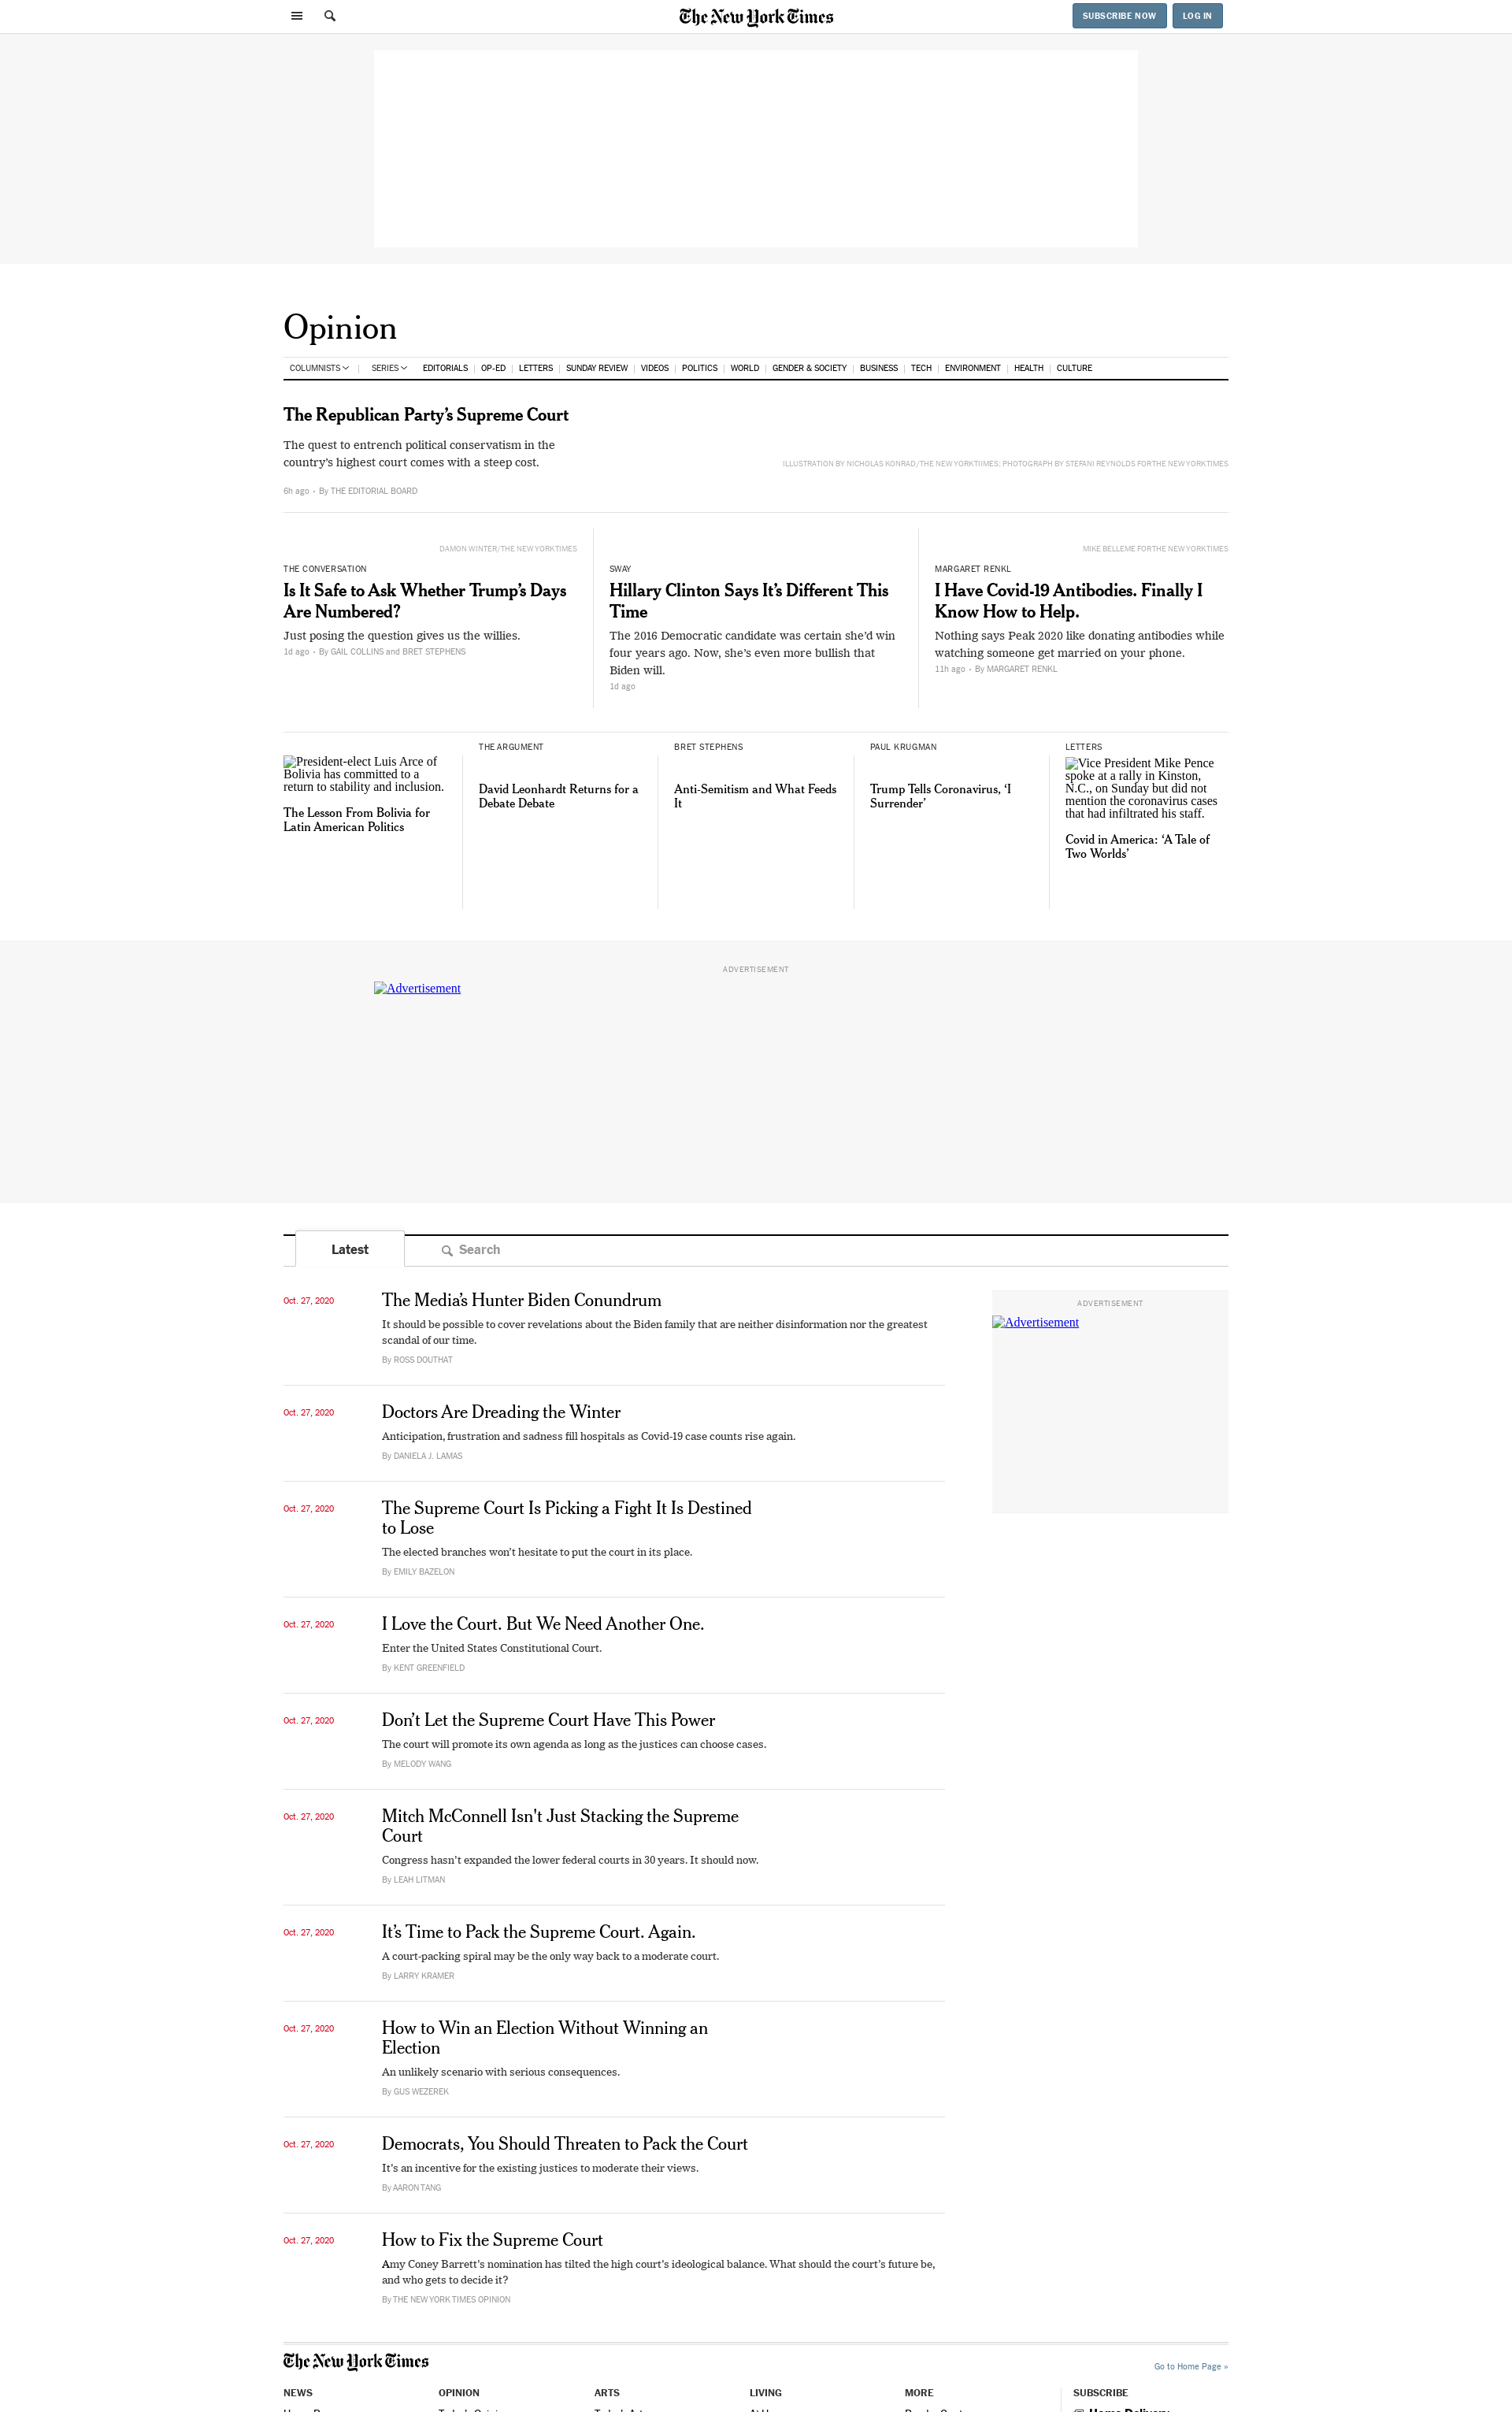 The New York Times
SUBSCRIBE NOW
LOG IN
Opinion
COLUMNISTS
SERIES
EDITORIALS
OP-ED
LETTERS
SUNDAY REVIEW
VIDEOS
POLITICS
WORLD
GENDER & SOCIETY
BUSINESS
TECH
ENVIRONMENT
HEALTH
CULTURE
The Republican Party’s Supreme Court
The quest to entrench political conservatism in the
country’s highest court comes with a steep cost.
ILLUSTRATION BY NICHOLAS KONRAD/THE NEW YORK TIIMES; PHOTOGRAPH BY STEFANI REYNOLDS FOR THE NEW YORK TIMES
6h ago • By THE EDITORIAL BOARD
DAMON WINTER/THE NEW YORK TIMES
THE CONVERSATION
Is It Safe to Ask Whether Trump’s Days
Are Numbered?
Just posing the question gives us the willies.
1d ago • By GAIL COLLINS and BRET STEPHENS
SWAY
Hillary Clinton Says It’s Different This
Time
The 2016 Democratic candidate was certain she’d win
four years ago. Now, she’s even more bullish that
Biden will.
1d ago
MIKE BELLEME FOR THE NEW YORK TIMES
MARGARET RENKL
I Have Covid-19 Antibodies. Finally I
Know How to Help.
Nothing says Peak 2020 like donating antibodies while
watching someone get married on your phone.
11h ago • By MARGARET RENKL
President-elect Luis Arce of
Bolivia has committed to a
return to stability and inclusion.
The Lesson From Bolivia for
Latin American Politics
THE ARGUMENT
David Leonhardt Returns for a
Debate Debate
BRET STEPHENS
Anti-Semitism and What Feeds
It
PAUL KRUGMAN
Trump Tells Coronavirus, ‘I
Surrender’
LETTERS
Vice President Mike Pence
spoke at a rally in Kinston,
N.C., on Sunday but did not
mention the coronavirus cases
that had infiltrated his staff.
Covid in America: ‘A Tale of
Two Worlds’
ADVERTISEMENT
Advertisement
Latest
Search
Oct. 27, 2020
The Media’s Hunter Biden Conundrum
It should be possible to cover revelations about the Biden family that are neither disinformation nor the greatest
scandal of our time.
By ROSS DOUTHAT
ADVERTISEMENT
Advertisement
Oct. 27, 2020
Doctors Are Dreading the Winter
Anticipation, frustration and sadness fill hospitals as Covid-19 case counts rise again.
By DANIELA J. LAMAS
Oct. 27, 2020
The Supreme Court Is Picking a Fight It Is Destined
to Lose
The elected branches won’t hesitate to put the court in its place.
By EMILY BAZELON
Oct. 27, 2020
I Love the Court. But We Need Another One.
Enter the United States Constitutional Court.
By KENT GREENFIELD
Oct. 27, 2020
Don’t Let the Supreme Court Have This Power
The court will promote its own agenda as long as the justices can choose cases.
By MELODY WANG
Oct. 27, 2020
Mitch McConnell Isn't Just Stacking the Supreme
Court
Congress hasn’t expanded the lower federal courts in 30 years. It should now.
By LEAH LITMAN
Oct. 27, 2020
It’s Time to Pack the Supreme Court. Again.
A court-packing spiral may be the only way back to a moderate court.
By LARRY KRAMER
Oct. 27, 2020
How to Win an Election Without Winning an
Election
An unlikely scenario with serious consequences.
By GUS WEZEREK
Oct. 27, 2020
Democrats, You Should Threaten to Pack the Court
It’s an incentive for the existing justices to moderate their views.
By AARON TANG
Oct. 27, 2020
How to Fix the Supreme Court
Amy Coney Barrett’s nomination has tilted the high court’s ideological balance. What should the court’s future be,
and who gets to decide it?
By THE NEW YORK TIMES OPINION
The New York Times
Go to Home Page »
NEWS
OPINION
ARTS
LIVING
MORE
SUBSCRIBE